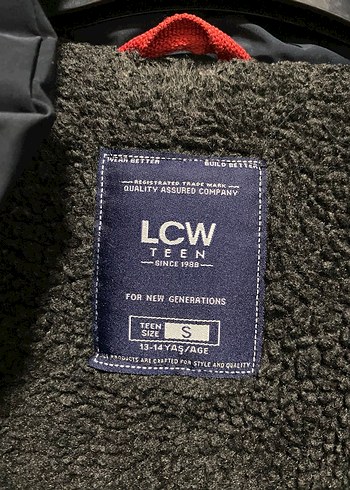 WEAR BETTER BUILD BETTER
REGISTERED TRADE MARK
QUALITY ASSURED COMPANY
LCW
TEEN
SINCE 1988
FOR NEW GENERATIONS
TEEN SIZE S
13-14 YAŞ/AGE
ALL PRODUCTS ARE CRAFTED FOR STYLE AND QUALITY